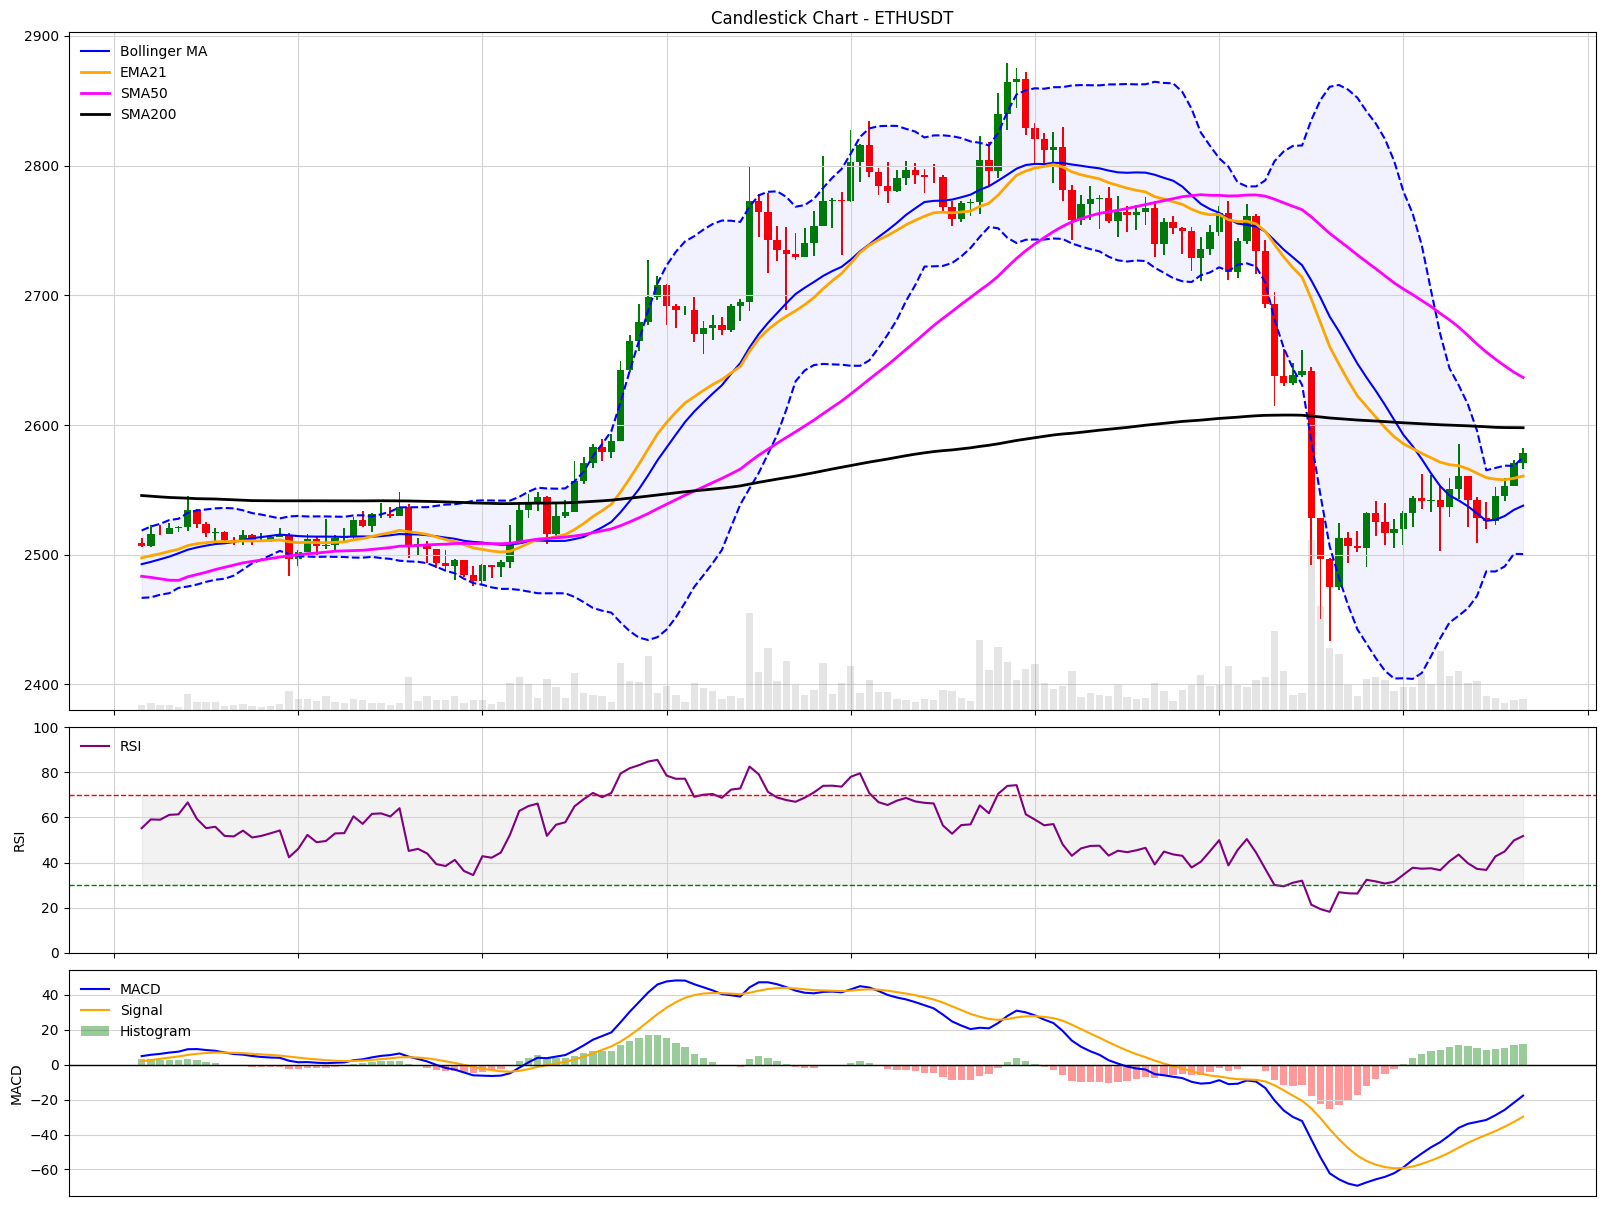 Candlestick Chart - ETHUSDT
2900
2800
2700
2600
2500
2400
Bollinger MA
EMA21
SMA50
SMA200
100
80
60
40
20
0
RSI
RSI
40
20
0
−20
−40
−60
MACD
MACD
Signal
Histogram